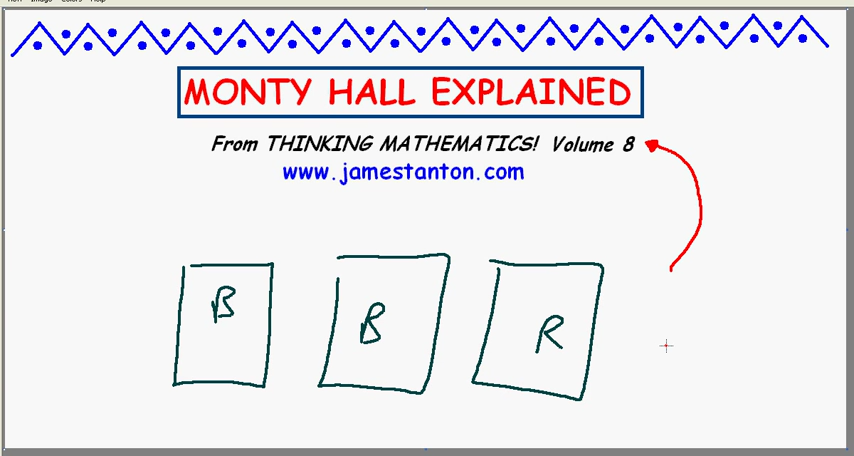 MONTY HALL EXPLAINED
From THINKING MATHEMATICS! Volume 8
www.jamestanton.com
B B R